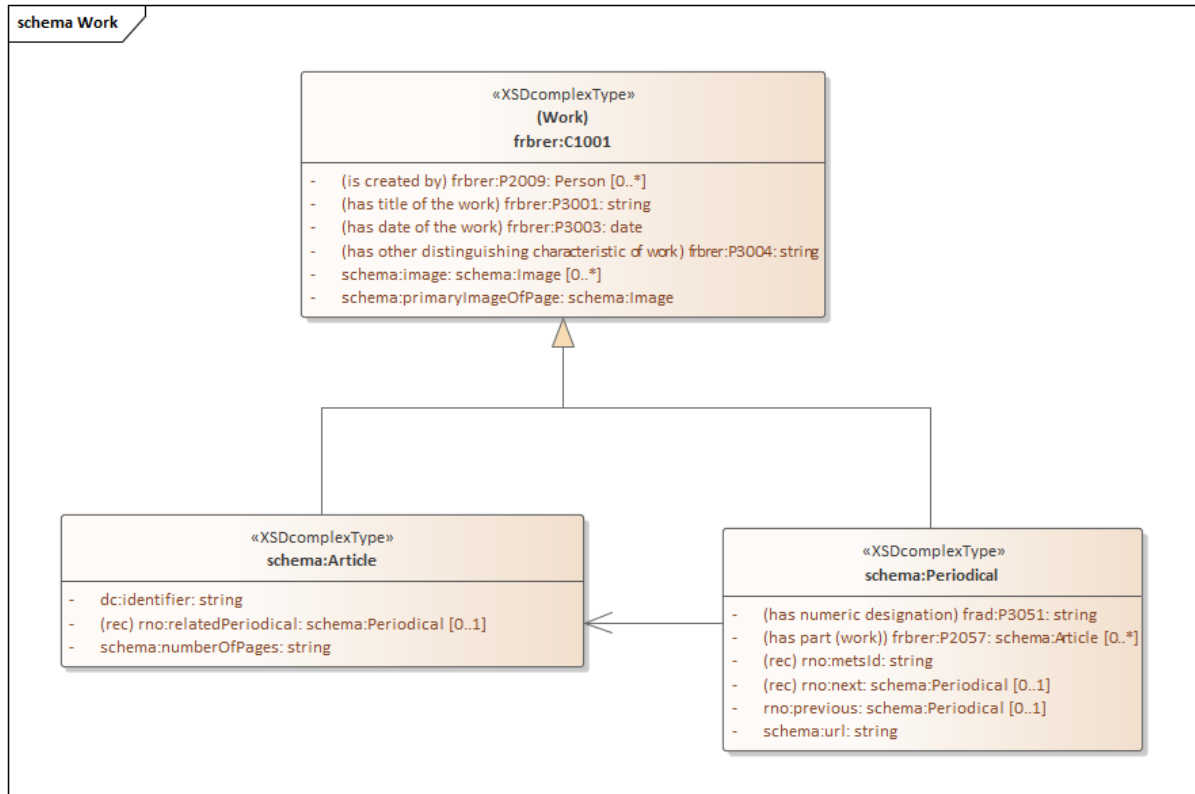 schema Work
«XSDcomplexType»
(Work)
frbrer:C1001
- (is created by) frbrer:P2009: Person [0..*]
- (has title of the work) frbrer:P3001: string
- (has date of the work) frbrer:P3003: date
- (has other distinguishing characteristic of work) frbrer:P3004: string
- schema:image: schema:Image [0..*]
- schema:primaryImageOfPage: schema:Image
«XSDcomplexType»
schema:Article
- dc:identifier: string
- (rec) rno:relatedPeriodical: schema:Periodical [0..1]
- schema:numberOfPages: string
«XSDcomplexType»
schema:Periodical
- (has numeric designation) frad:P3051: string
- (has part (work)) frbrer:P2057: schema:Article [0..*]
- (rec) rno:metsId: string
- (rec) rno:next: schema:Periodical [0..1]
- rno:previous: schema:Periodical [0..1]
- schema:url: string